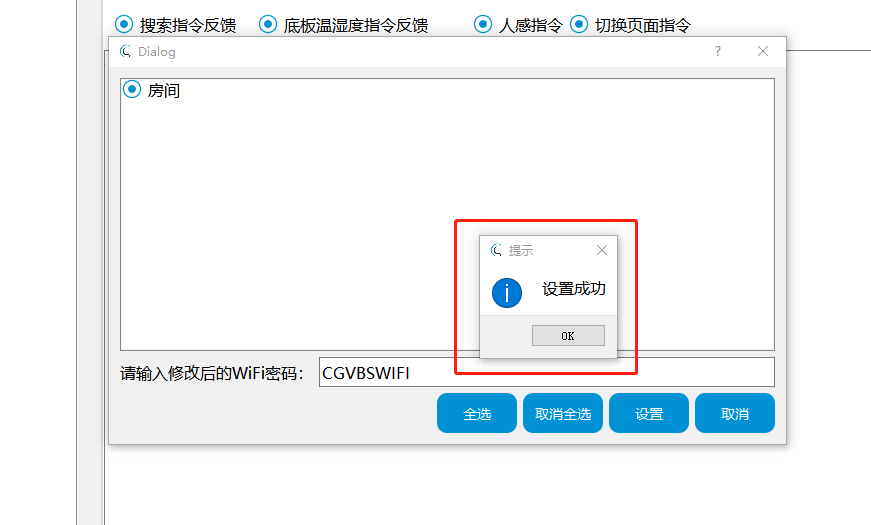 搜索指令反馈 底板温湿度指令反馈 人感指令 切换页面指令
Dialog ?
房间
提示
设置成功
OK
请输入修改后的WiFi密码： CGVBSWIFI
全选 取消全选 设置 取消